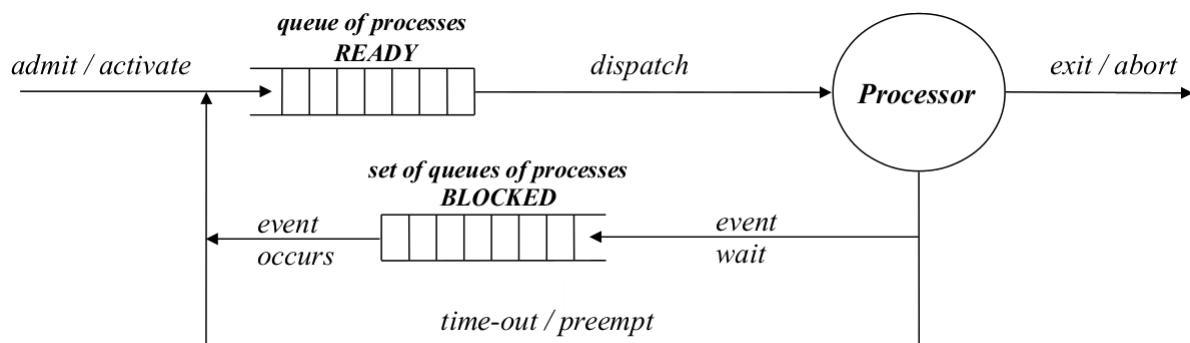 queue of processes
READY
admit / activate
dispatch
exit / abort
Processor
set of queues of processes
BLOCKED
event
occurs
event
wait
time-out / preempt